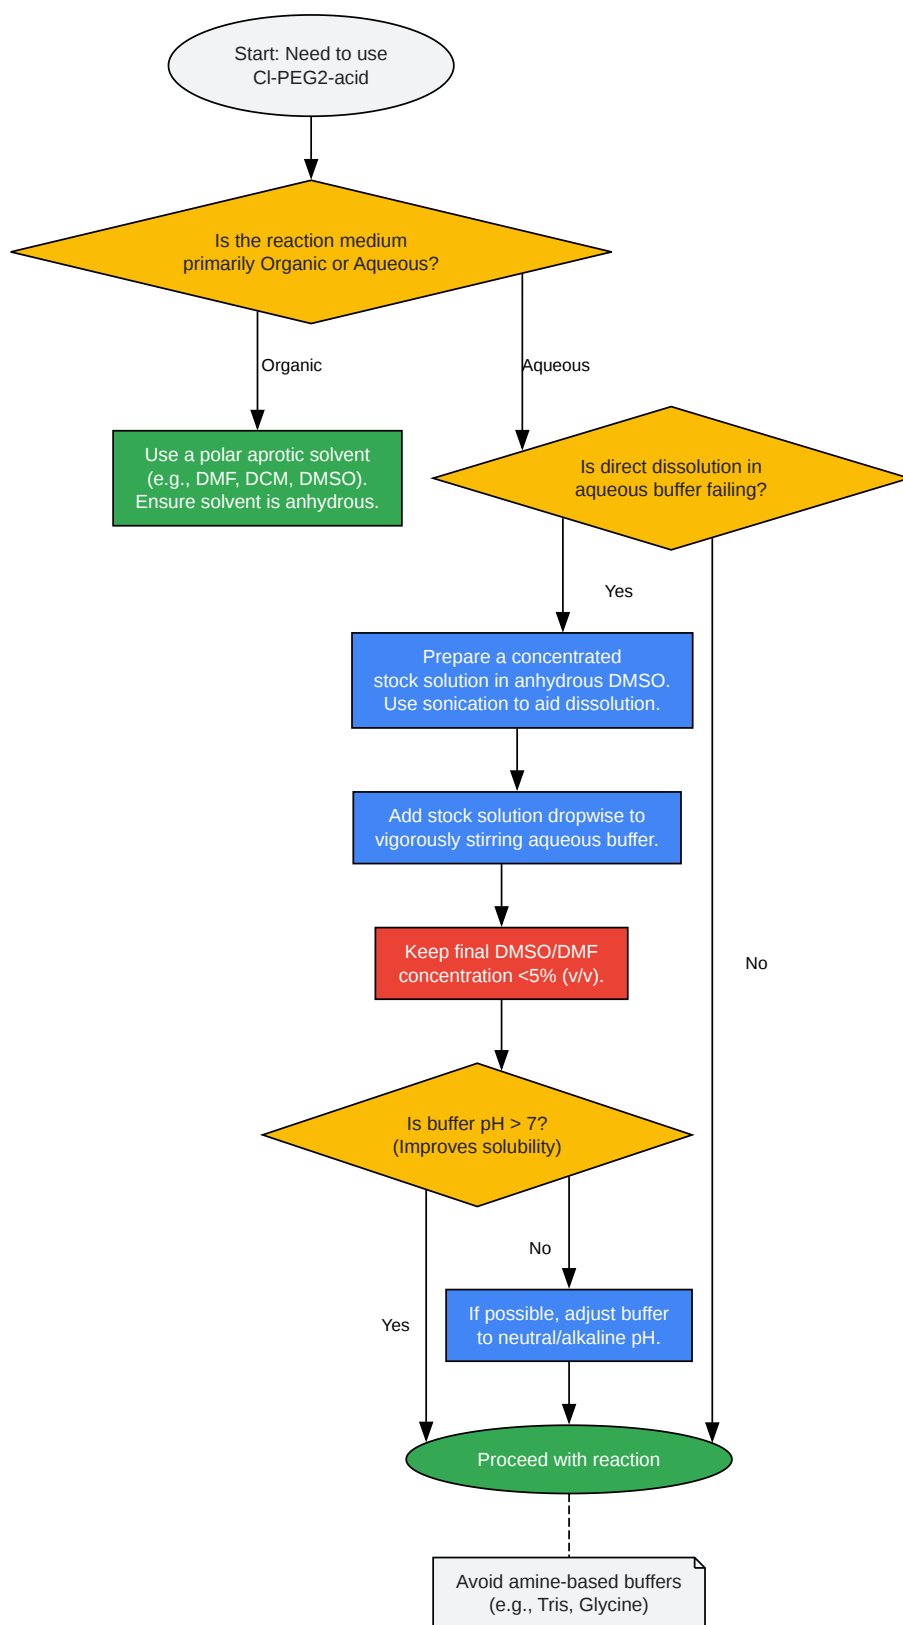 Start: Need to use
Cl-PEG2-acid
Is the reaction medium
primarily Organic or Aqueous?
Organic
Aqueous
Use a polar aprotic solvent
(e.g., DMF, DCM, DMSO).
Ensure solvent is anhydrous.
Is direct dissolution in
aqueous buffer failing?
Yes
Prepare a concentrated
stock solution in anhydrous DMSO.
Use sonication to aid dissolution.
Add stock solution dropwise to
vigorously stirring aqueous buffer.
Keep final DMSO/DMF
concentration <5% (v/v).
No
Is buffer pH > 7?
(Improves solubility)
No
If possible, adjust buffer
to neutral/alkaline pH.
Yes
Proceed with reaction
Avoid amine-based buffers
(e.g., Tris, Glycine)